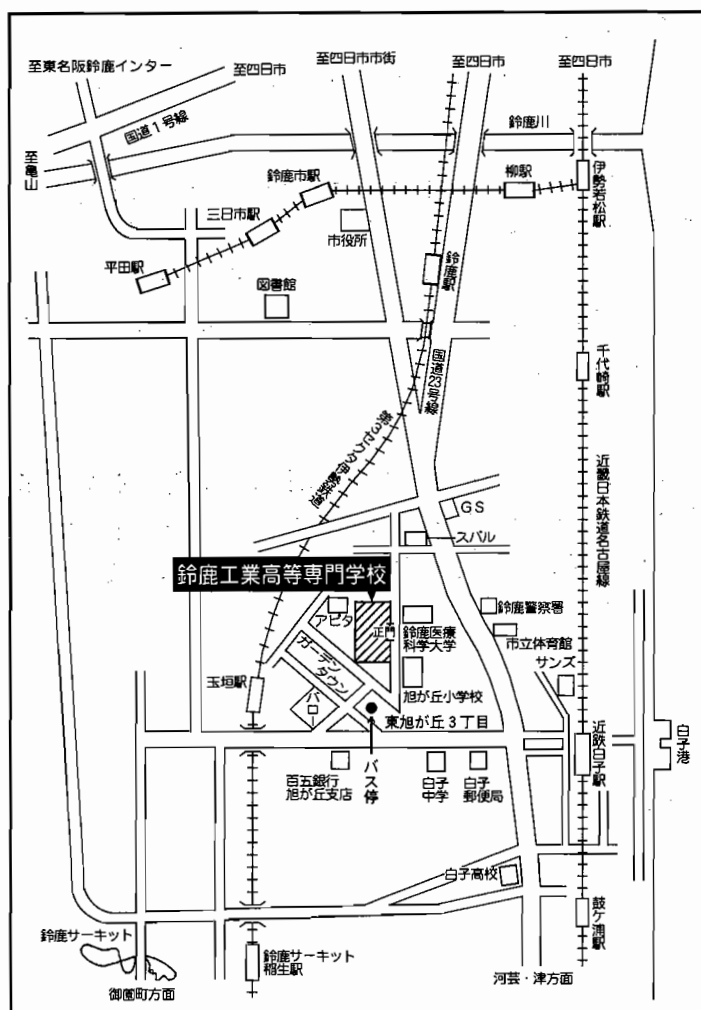 至東名阪鈴鹿インター
至四日市
至四日市市街
至四日市
至四日市
国道1号線
鈴鹿川
至亀山
鈴鹿市駅
柳駅
伊勢若松駅
三日市駅
市役所
平田駅
鈴鹿駅
図書館
国道23号線
千代崎駅
第3セクタ伊勢鉄道
近畿日本鉄道名古屋線
GS
スバル
鈴鹿工業高等専門学校
アピタ
正門
鈴鹿医療
科学大学
鈴鹿警察署
市立体育館
サンズ
ガーデン
タウン
玉垣駅
旭が丘小学校
バロー
東旭が丘3丁目
近鉄白子駅
白子港
百五銀行
旭が丘支店
バス停
白子
中学
白子
郵便局
白子高校
鼓ケ浦駅
鈴鹿サーキット
鈴鹿サーキット
稲生駅
御薗町方面
河芸・津方面